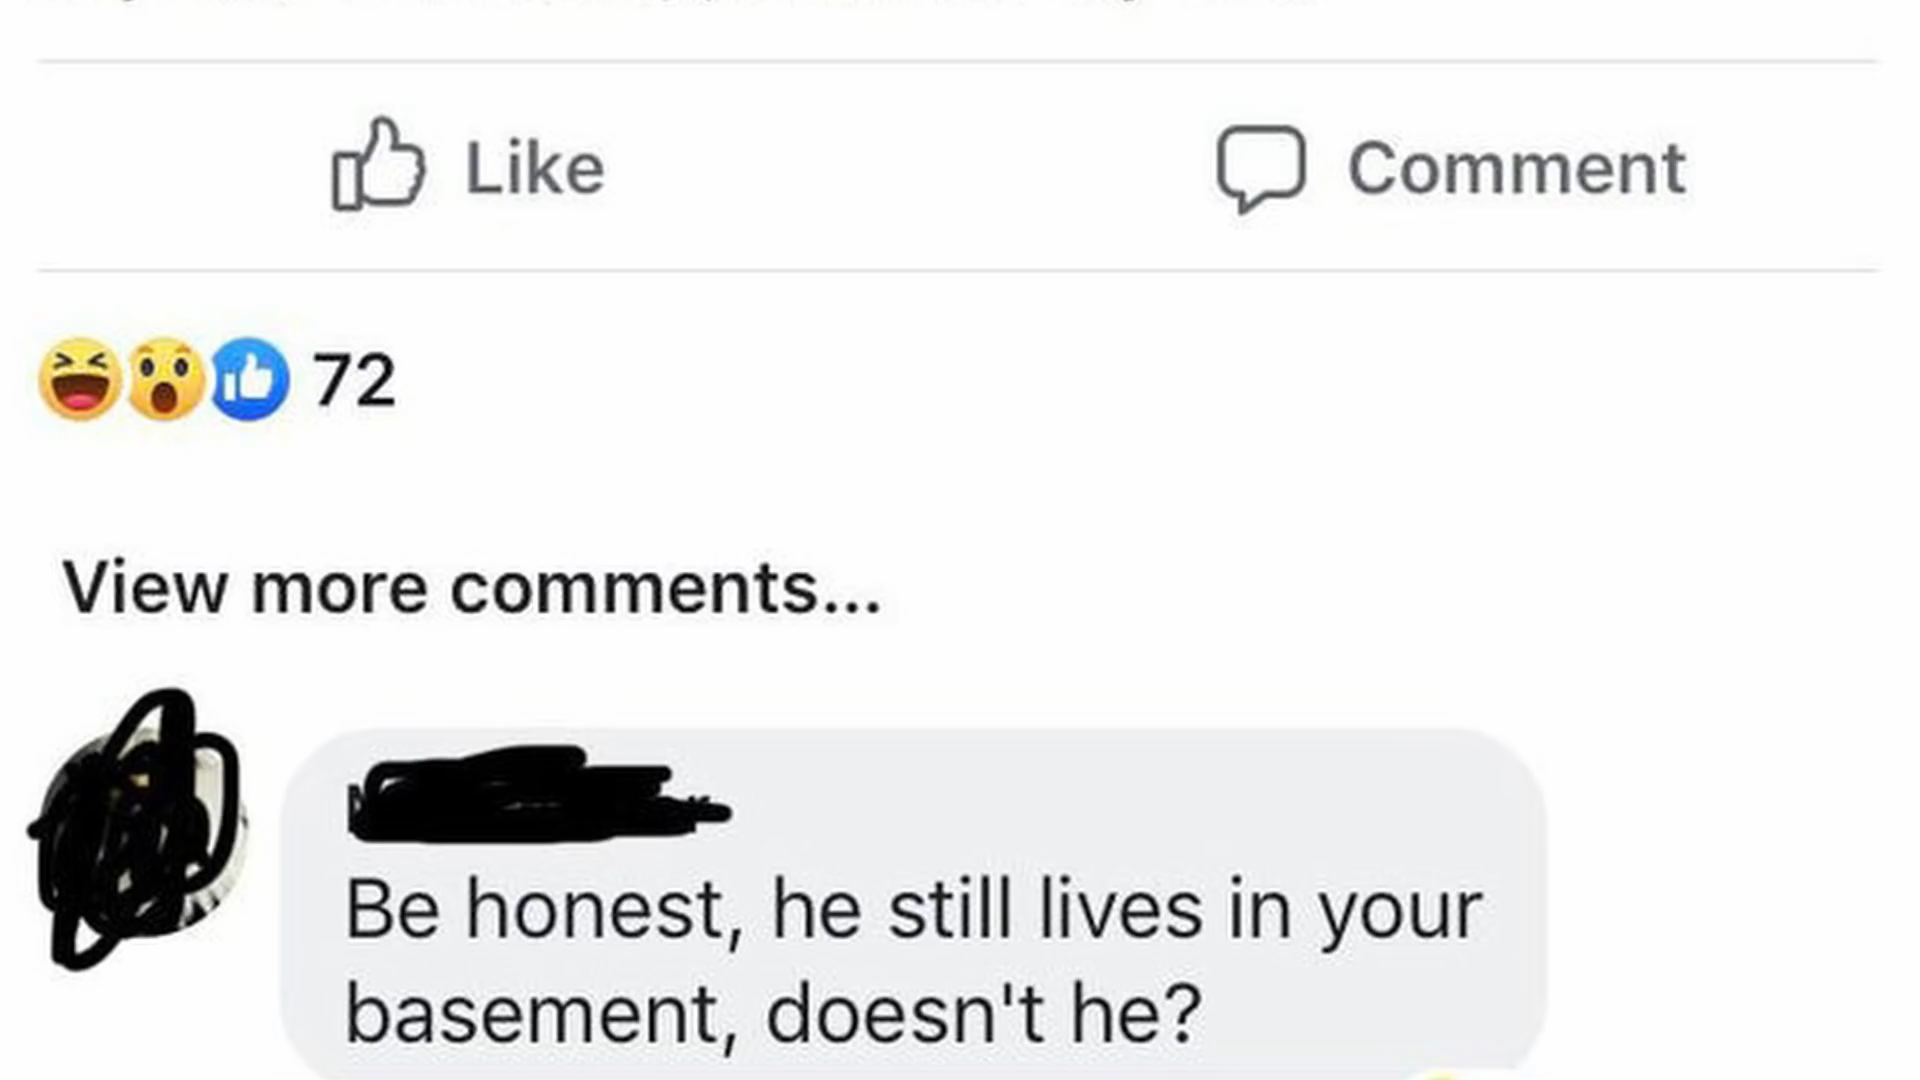 Like
Comment
72
View more comments...
Be honest, he still lives in your
basement, doesn't he?